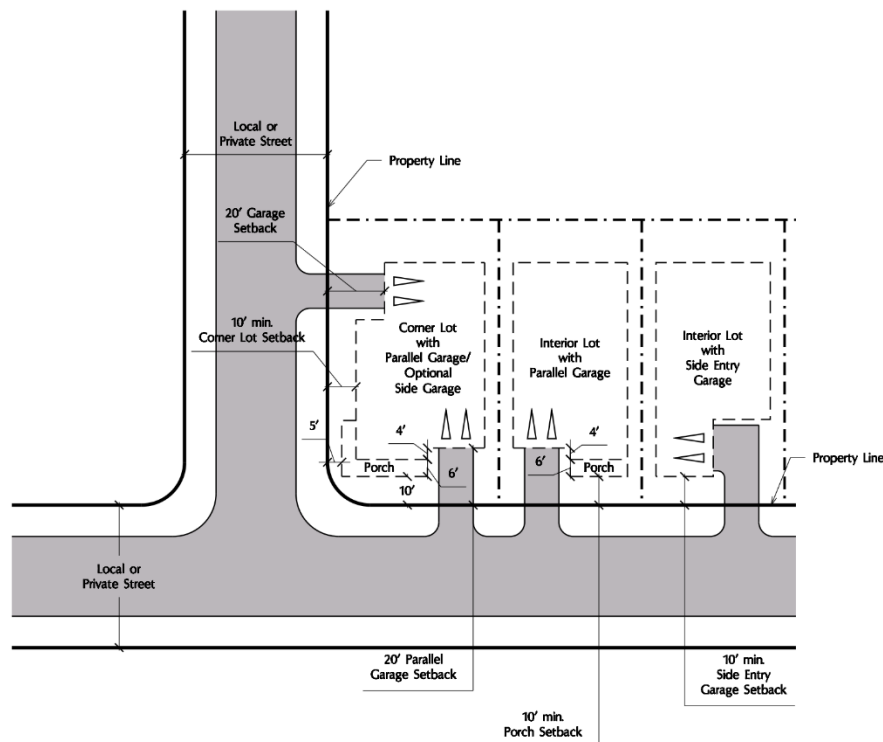 Local or
Private Street
Property Line
20' Garage
Setback
10' min.
Corner Lot Setback
Corner Lot
with
Parallel Garage/
Optional
Side Garage
Interior Lot
with
Parallel Garage
Interior Lot
with
Side Entry
Garage
5'
4'
4'
Porch
6'
6'
Porch
10'
Property Line
Local or
Private Street
20' Parallel
Garage Setback
10' min.
Side Entry
Garage Setback
10' min.
Porch Setback